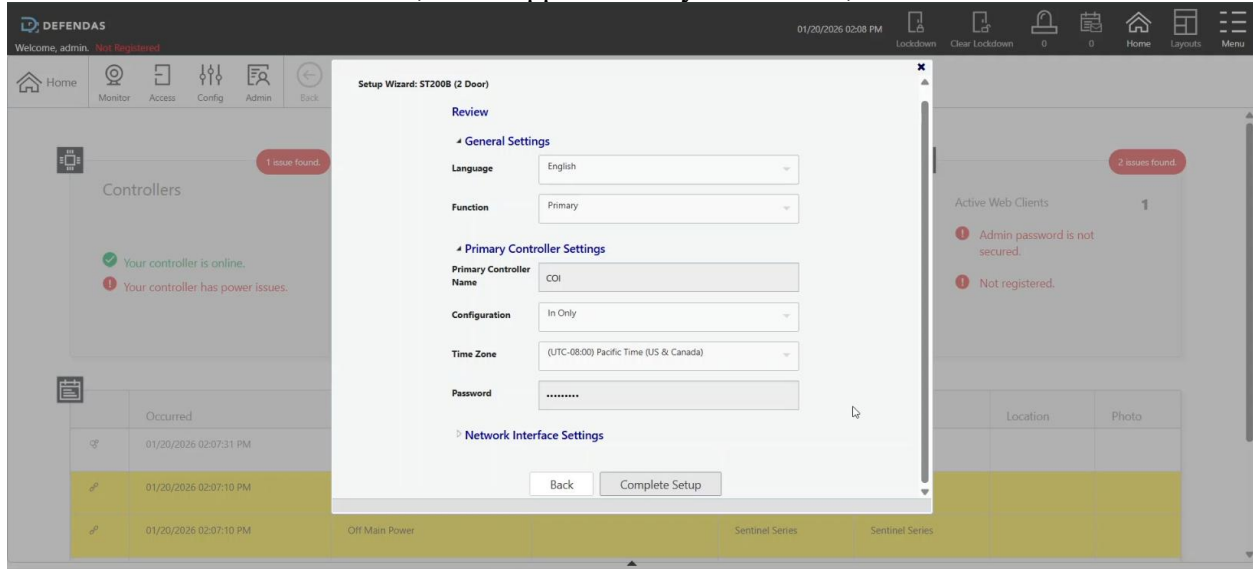 DEFENDAS
Welcome, admin. Not Registered
01/20/2026 02:08 PM
Lockdown
Clear Lockdown
0
0
Home
Layouts
Menu
Home
Monitor
Access
Config
Admin
Back
Setup Wizard: ST200B (2 Door)
Review
General Settings
Language
English
Function
Primary
Primary Controller Settings
Primary Controller
Name
COI
Configuration
In Only
Time Zone
(UTC-08:00) Pacific Time (US & Canada)
Password
•••••••••
Network Interface Settings
Back
Complete Setup
1 issue found.
Controllers
Your controller is online.
Your controller has power issues.
2 issues found.
Active Web Clients
1
Admin password is not
secured.
Not registered.
Occurred
Location
Photo
01/20/2026 02:07:31 PM
01/20/2026 02:07:10 PM
01/20/2026 02:07:10 PM
Off Main Power
Sentinel Series
Sentinel Series